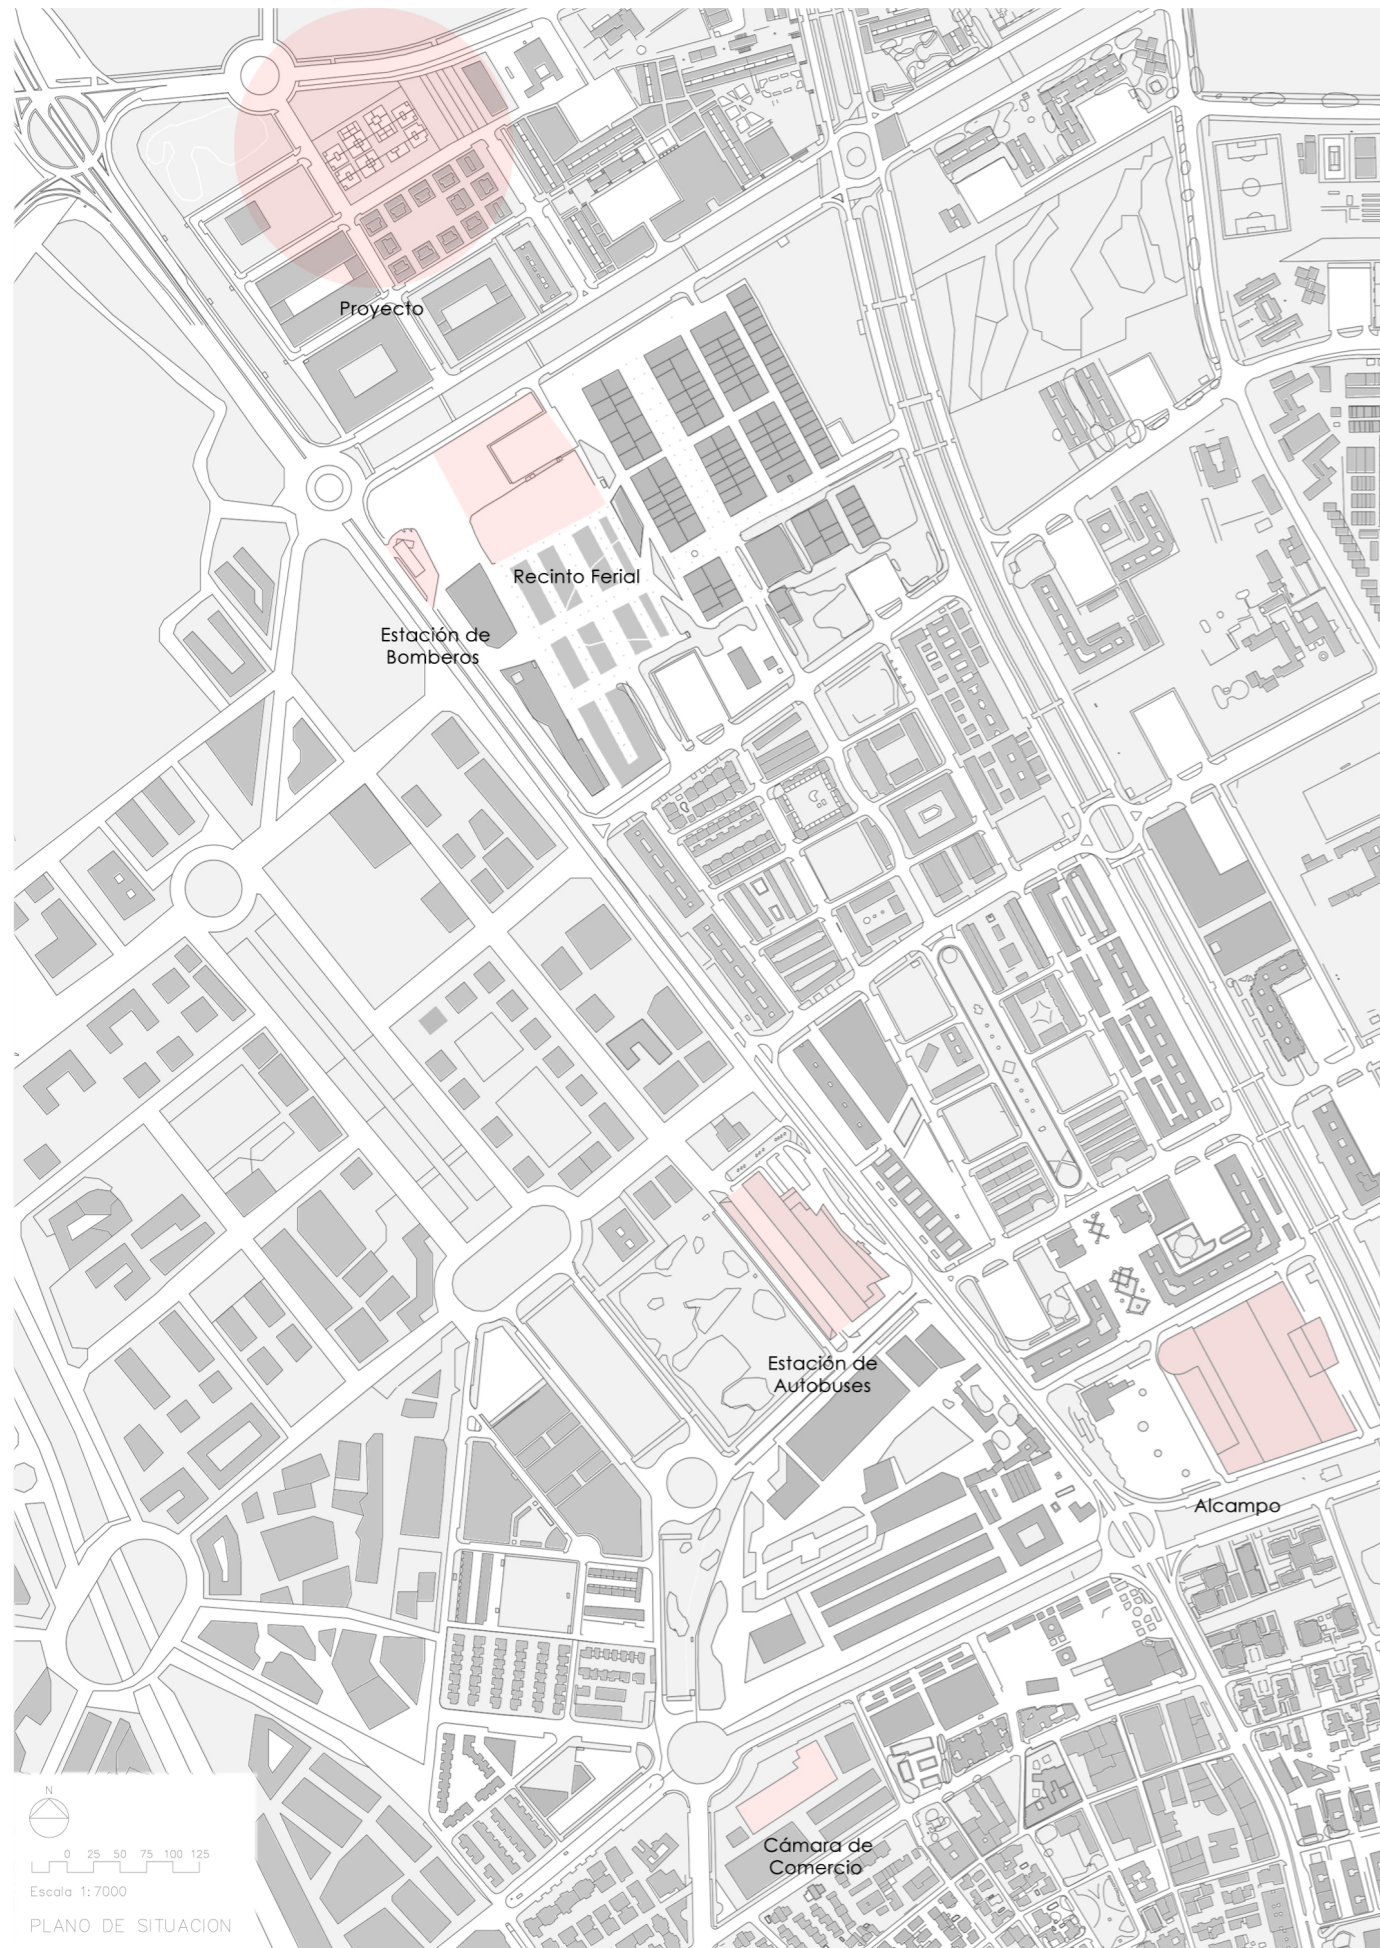 Proyecto
Recinto Ferial
Estación de
Bomberos
Estación de
Autobuses
Alcampo
Cámara de
Comercio
N
0 25 50 75 100 125
Escala 1:7000
PLANO DE SITUACION